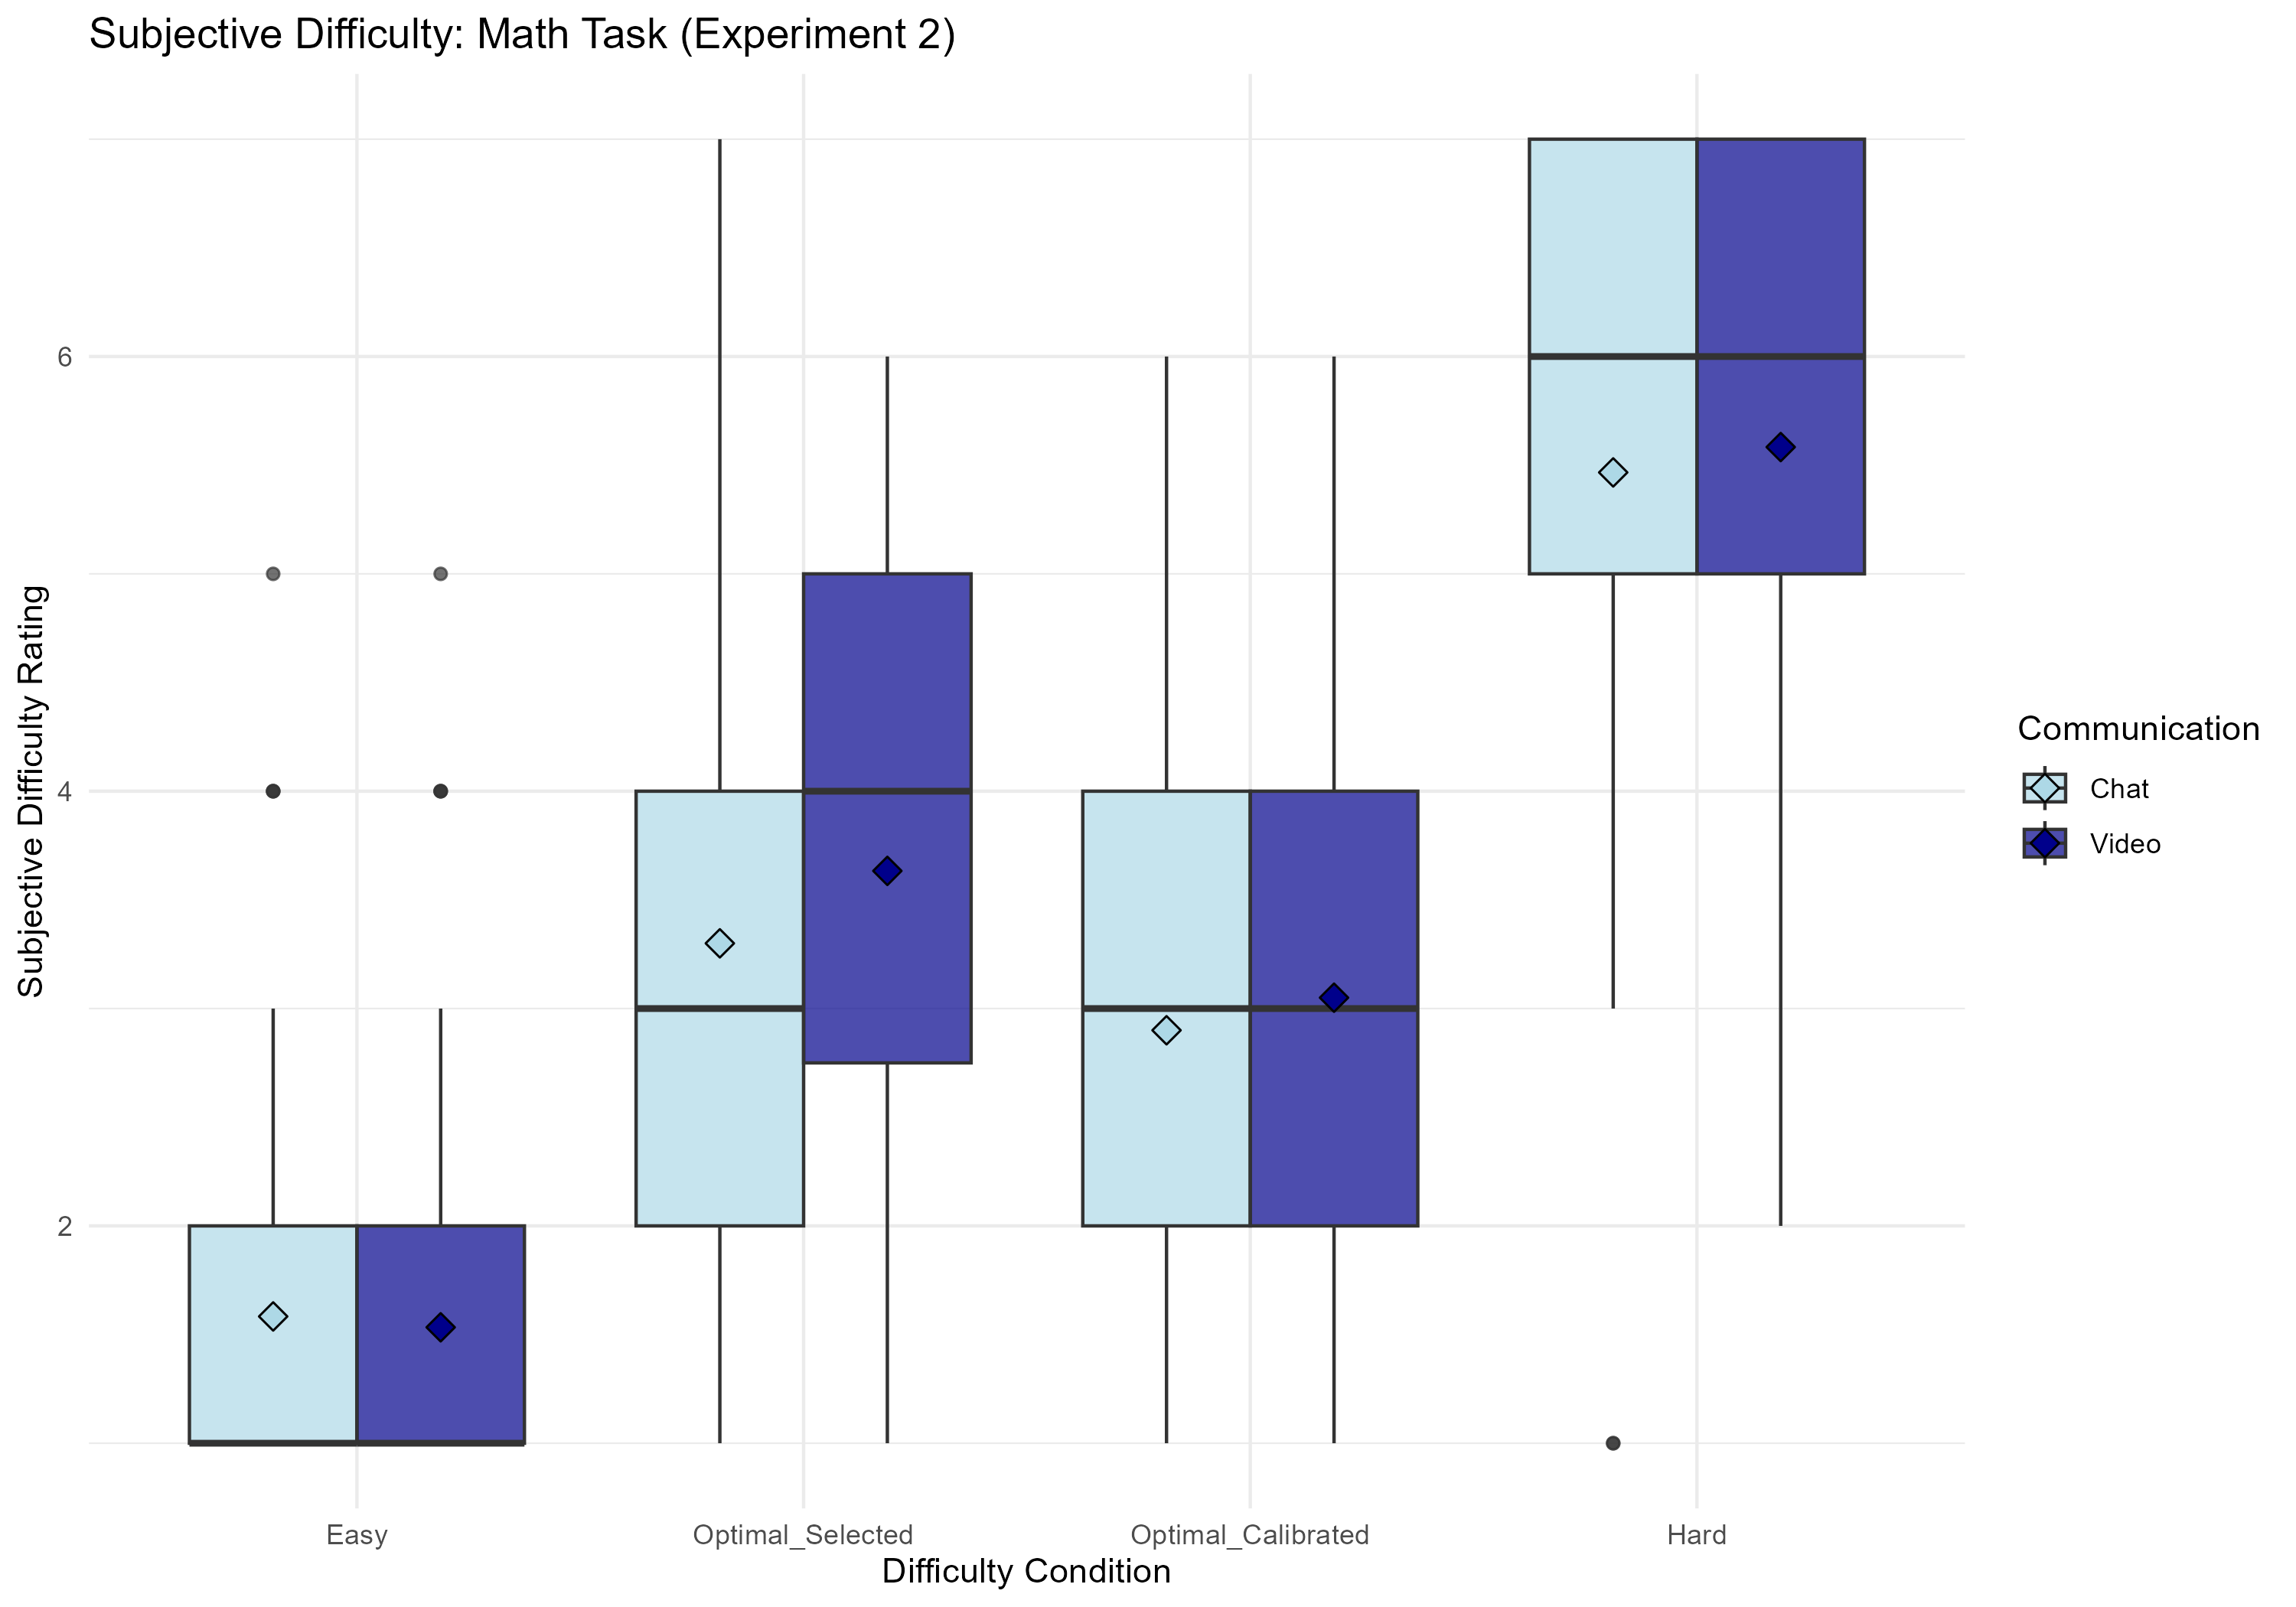 Subjective Difficulty: Math Task (Experiment 2)
Subjective Difficulty Rating
6
4
2
Easy
Optimal_Selected
Optimal_Calibrated
Hard
Difficulty Condition
Communication
Chat
Video